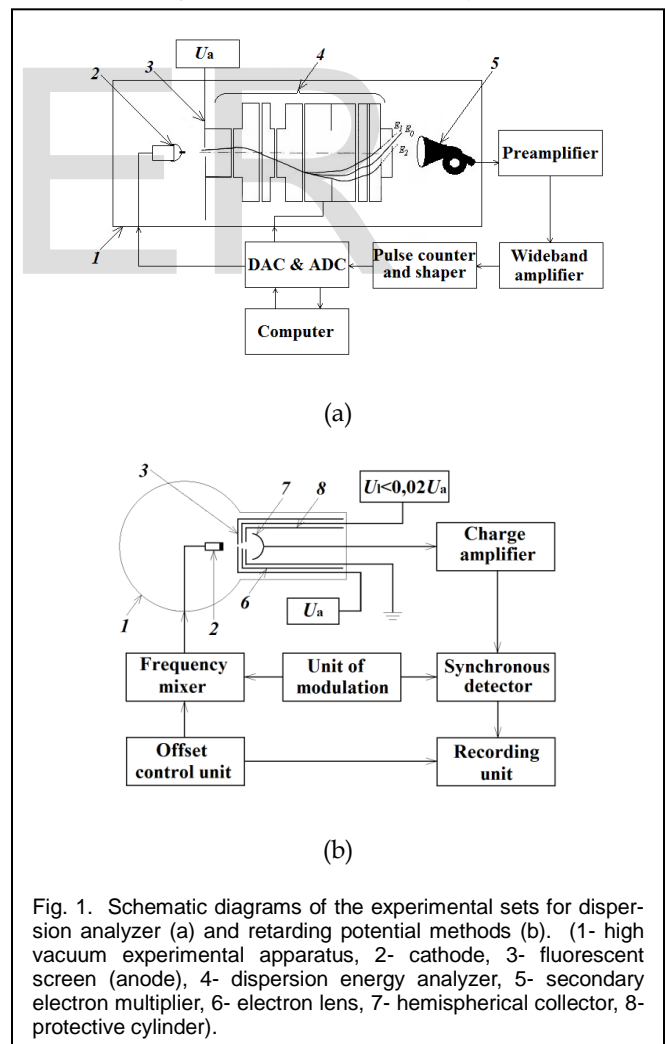 Uа
2
3
4
5
E1 E0
E2
Preamplifier
1
DAC & ADC
Pulse counter
and shaper
Wideband
amplifier
Computer
(a)
3
7
8
Ul<0,02Ua
Charge
amplifier
1
2
6
Ua
Frequency
mixer
Unit of
modulation
Synchronous
detector
Offset
control unit
Recording
unit
(b)
Fig. 1. Schematic diagrams of the experimental sets for disper-
sion analyzer (a) and retarding potential methods (b). (1- high
vacuum experimental apparatus, 2- cathode, 3- fluorescent
screen (anode), 4- dispersion energy analyzer, 5- secondary
electron multiplier, 6- electron lens, 7- hemispherical collector, 8-
protective cylinder).